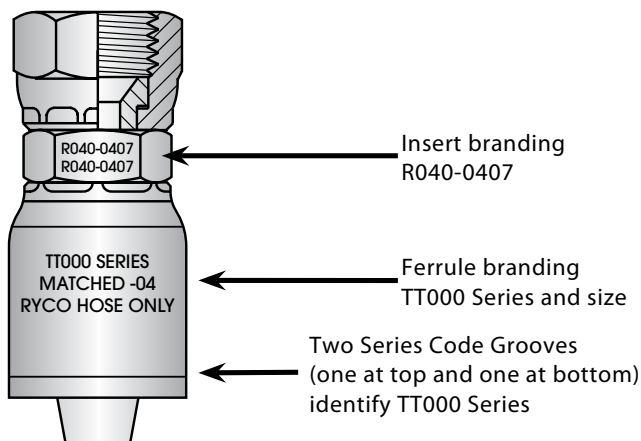 R040-0407
R040-0407
Insert branding
R040-0407
TT000 SERIES
MATCHED -04
RYCO HOSE ONLY
Ferrule branding
TT000 Series and size
Two Series Code Grooves
(one at top and one at bottom)
identify TT000 Series